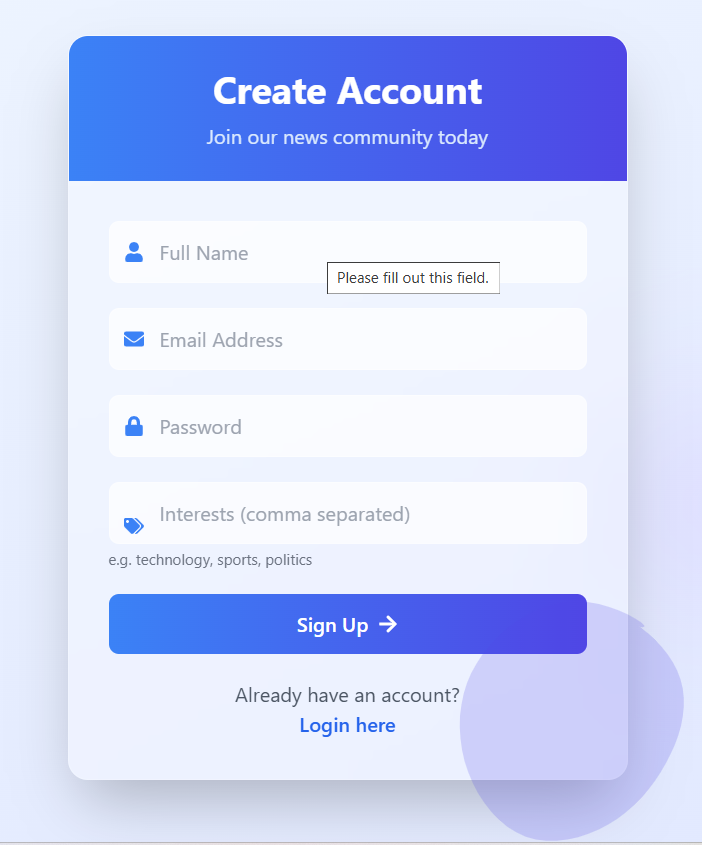 Create Account
Join our news community today
Full Name
Please fill out this field.
Email Address
Password
Interests (comma separated)
e.g. technology, sports, politics
Sign Up
Already have an account?
Login here